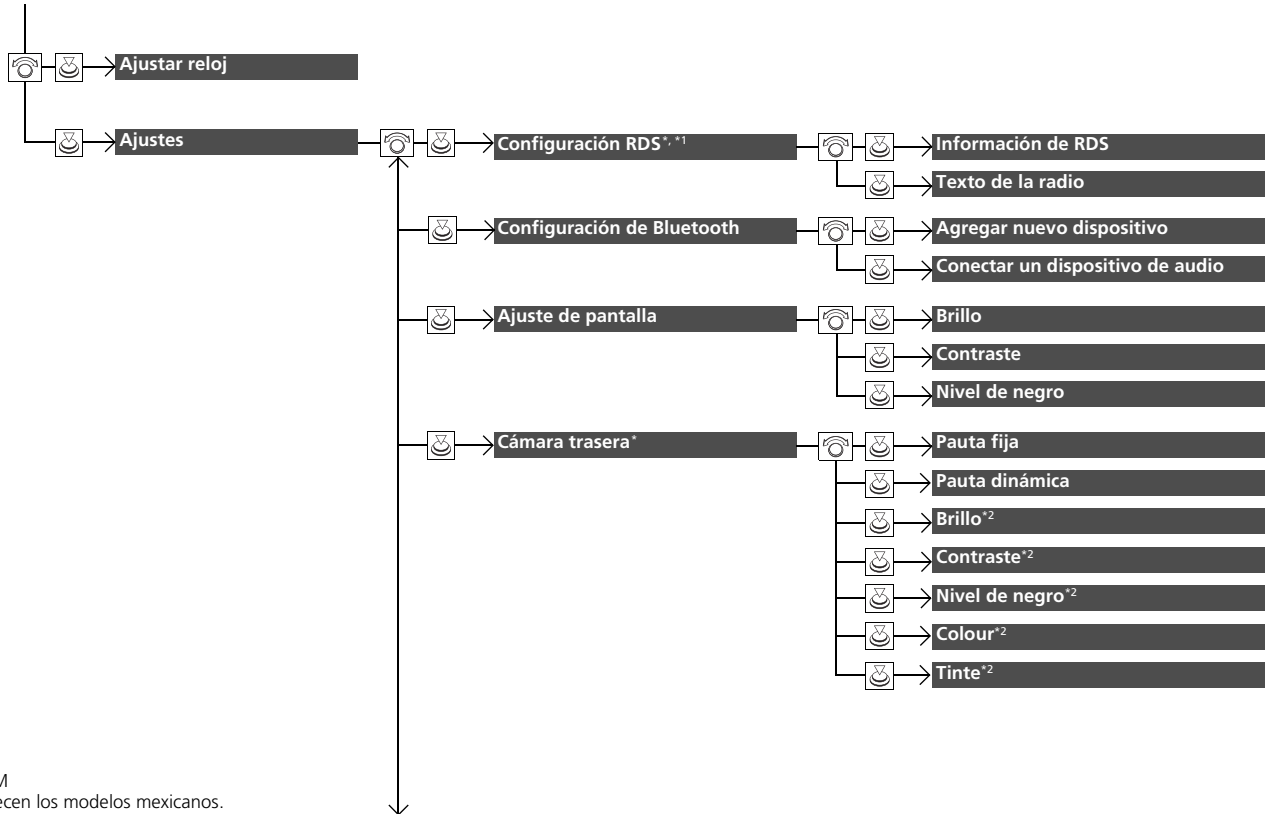 Ajustar reloj
Ajustes
Configuración RDS*, *1
Información de RDS
Texto de la radio
Configuración de Bluetooth
Agregar nuevo dispositivo
Conectar un dispositivo de audio
Ajuste de pantalla
Brillo
Contraste
Nivel de negro
Cámara trasera*
Pauta fija
Pauta dinámica
Brillo*2
Contraste*2
Nivel de negro*2
Colour*2
Tinte*2
los modelos mexicanos.